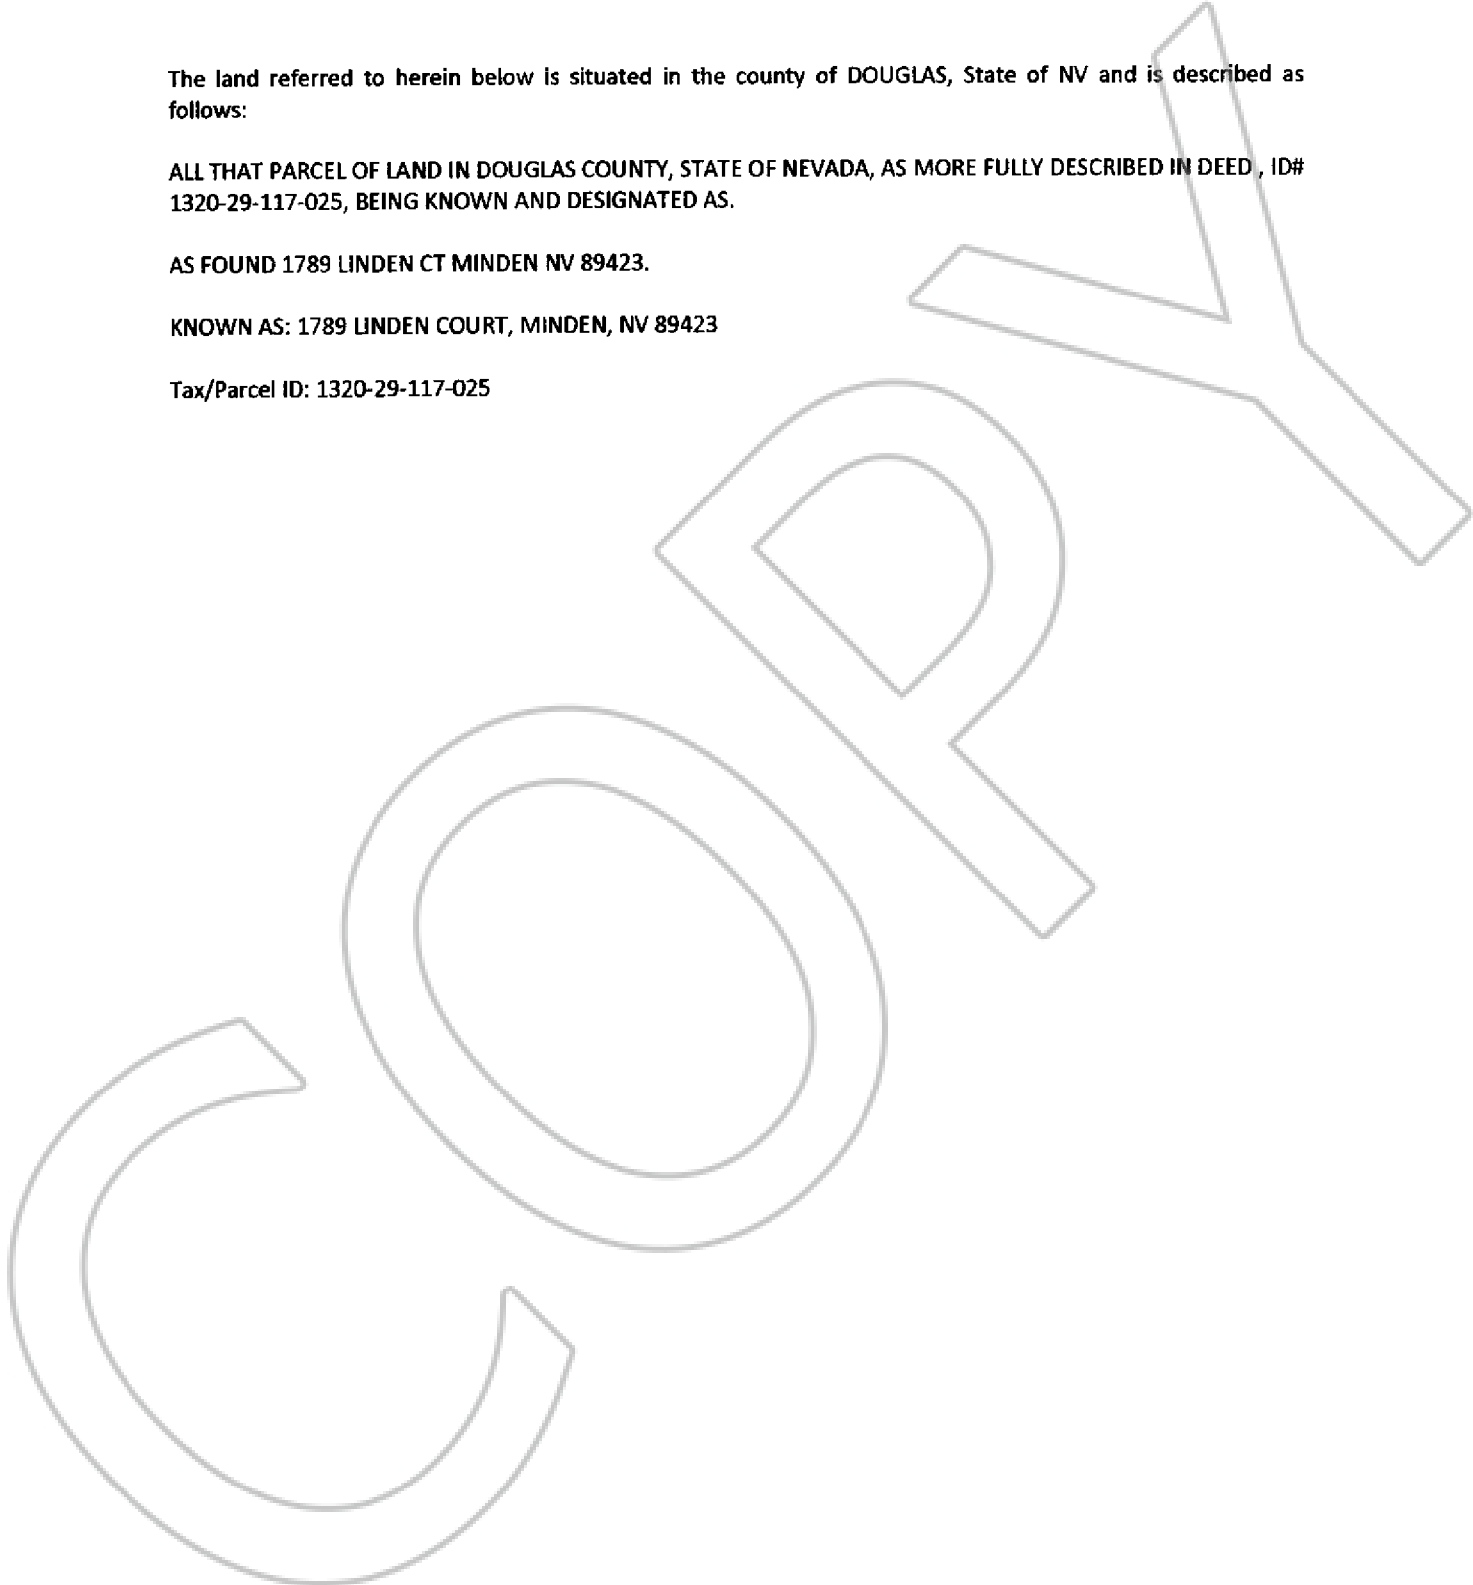 The land referred to herein below is situated in the county of DOUGLAS, State of NV and is described as
follows:
ALL THAT PARCEL OF LAND IN DOUGLAS COUNTY, STATE OF NEVADA, AS MORE FULLY DESCRIBED IN DEED , ID#
1320-29-117-025, BEING KNOWN AND DESIGNATED AS.
AS FOUND 1789 LINDEN CT MINDEN NV 89423.
KNOWN AS: 1789 LINDEN COURT, MINDEN, NV 89423
Tax/Parcel ID: 1320-29-117-025
COPY